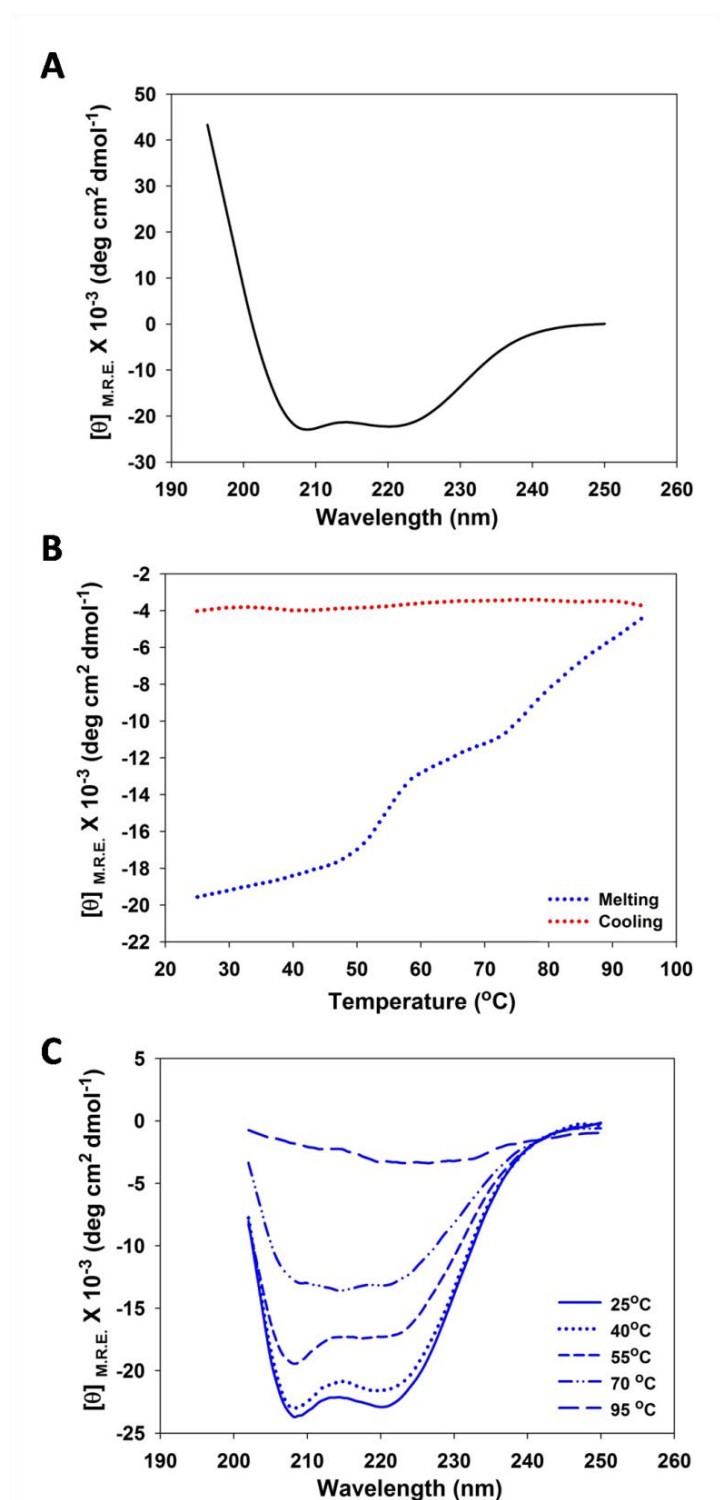 A
[θ] M.R.E. X 10⁻³ (deg cm² dmol⁻¹)
50
40
30
20
10
0
-10
-20
-30
190 200 210 220 230 240 250 260
Wavelength (nm)
B
[θ] M.R.E. X 10⁻³ (deg cm² dmol⁻¹)
-2
-4
-6
-8
-10
-12
-14
-16
-18
-20
-22
Melting
Cooling
20 30 40 50 60 70 80 90 100
Temperature (ºC)
C
[θ] M.R.E. X 10⁻³ (deg cm² dmol⁻¹)
5
0
-5
-10
-15
-20
-25
25ºC
40ºC
55ºC
70 ºC
95 ºC
190 200 210 220 230 240 250 260
Wavelength (nm)